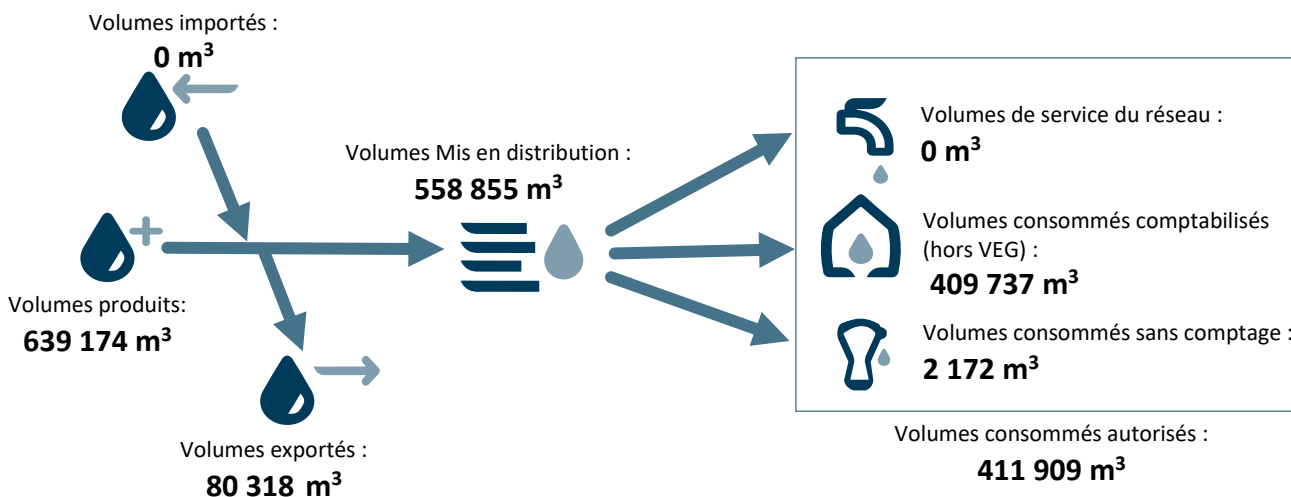 Volumes importés :
0 m³
Volumes produits:
639 174 m³
Volumes exportés :
80 318 m³
Volumes Mis en distribution :
558 855 m³
Volumes de service du réseau :
0 m³
Volumes consommés comptabilisés
(hors VEG) :
409 737 m³
Volumes consommés sans comptage :
2 172 m³
Volumes consommés autorisés :
411 909 m³